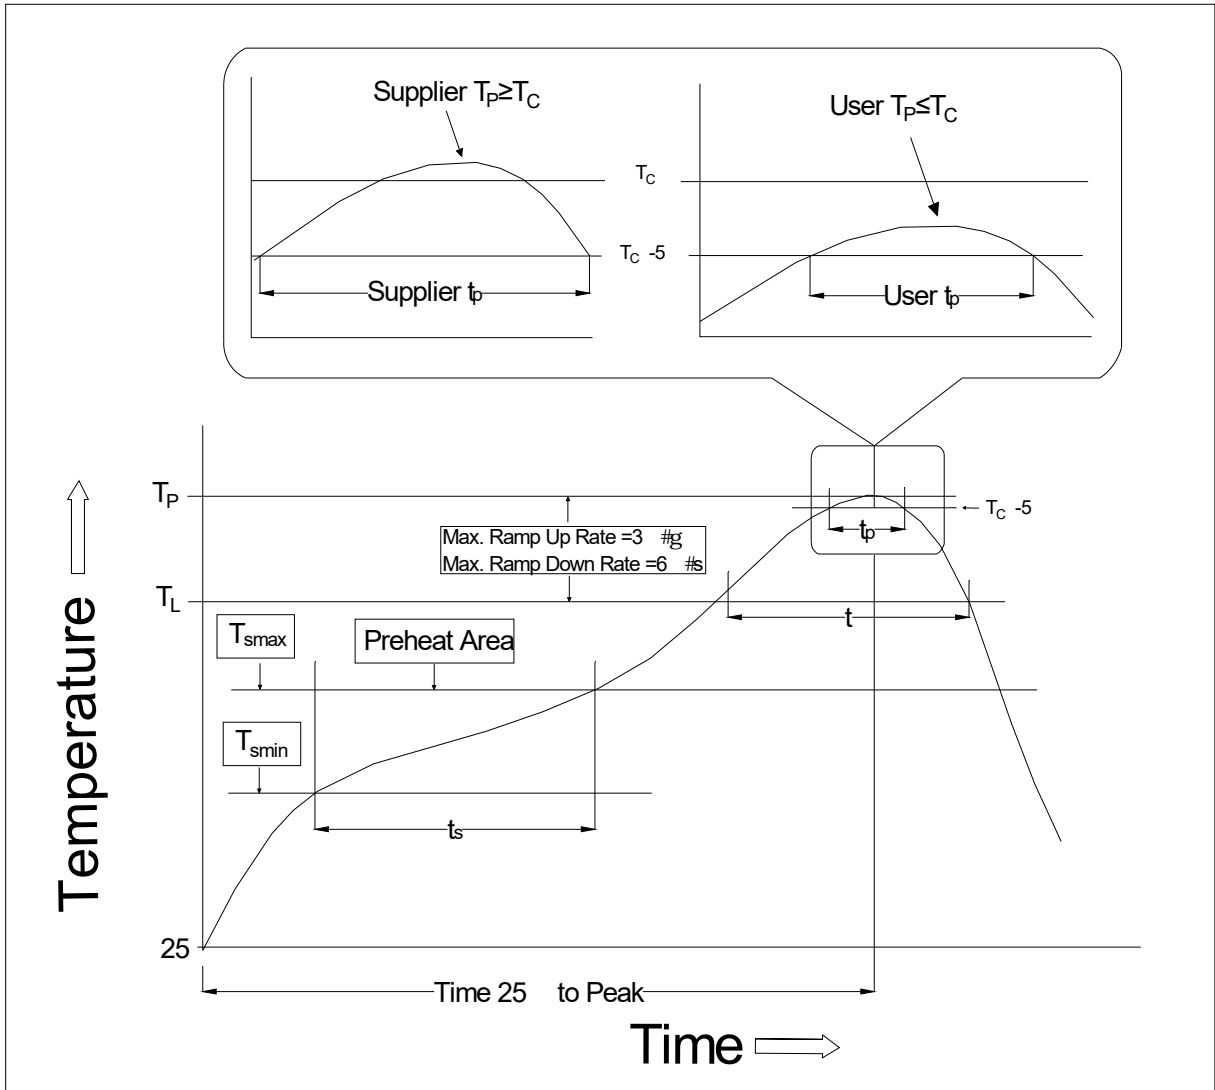 Supplier TP≥TC
User TP≤TC
TC
TC -5
Supplier tp
User tp
TP
TC -5
tp
Max. Ramp Up Rate =3 #g
Max. Ramp Down Rate =6 #s
TL
t
Tsmax
Preheat Area
Tsmin
ts
Temperature
25
Time 25 to Peak
Time